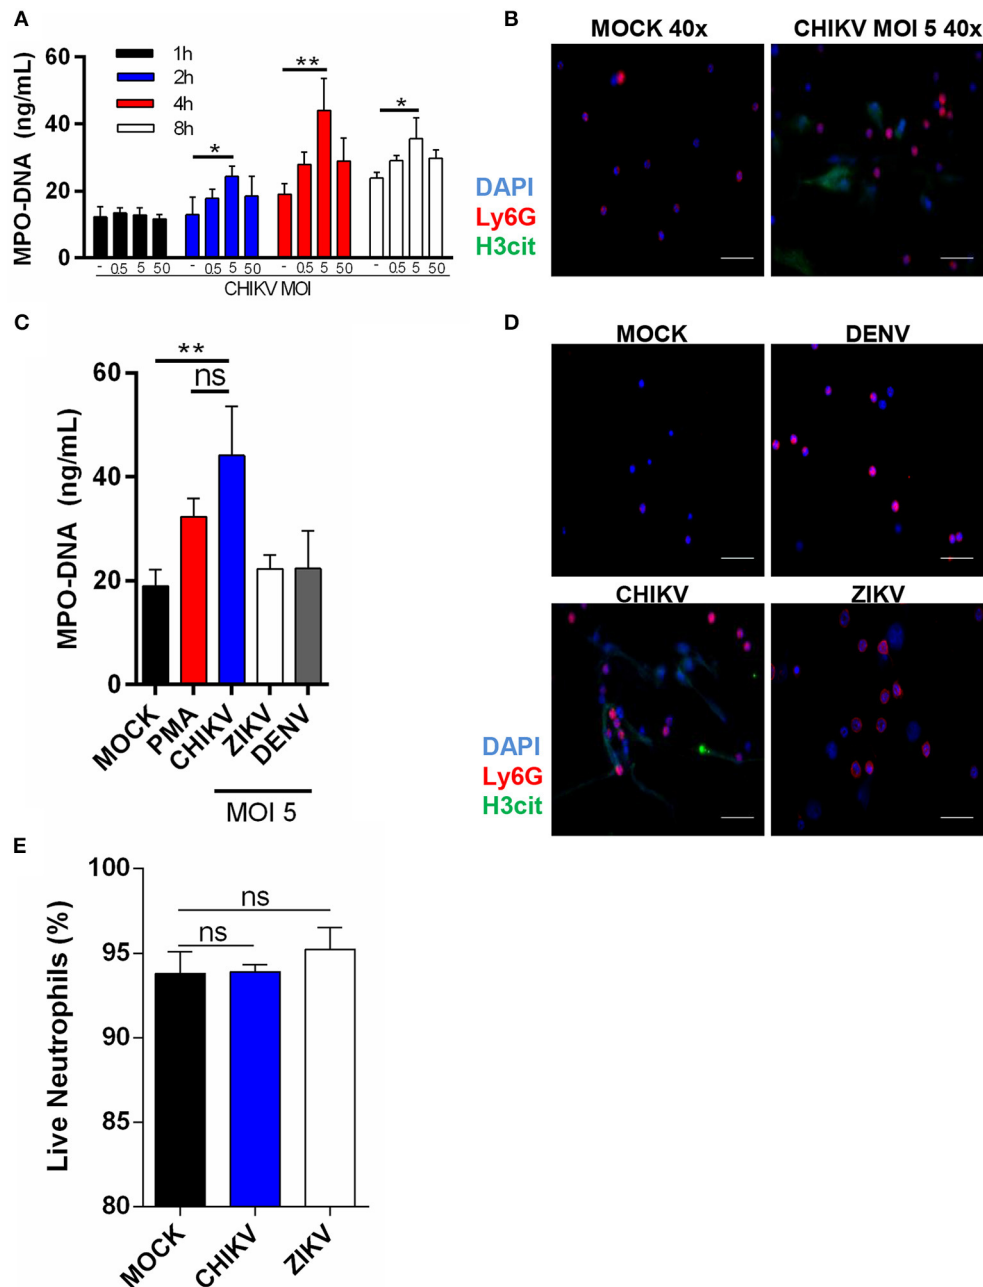 A
60
40
20
0
MPO-DNA (ng/mL)
1h
2h
4h
8h
*
**
*
- 0.5 5 50 - 0.5 5 50 - 0.5 5 50 - 0.5 5 50
CHIKV MOI
B
MOCK 40x
CHIKV MOI 5 40x
DAPI
Ly6G
H3cit
C
60
40
20
0
MPO-DNA (ng/mL)
**
ns
MOCK
PMA
CHIKV
ZIKV
DENV
MOI 5
D
MOCK
DENV
CHIKV
ZIKV
DAPI
Ly6G
H3cit
E
100
95
90
85
80
Live Neutrophils (%)
ns
ns
MOCK
CHIKV
ZIKV